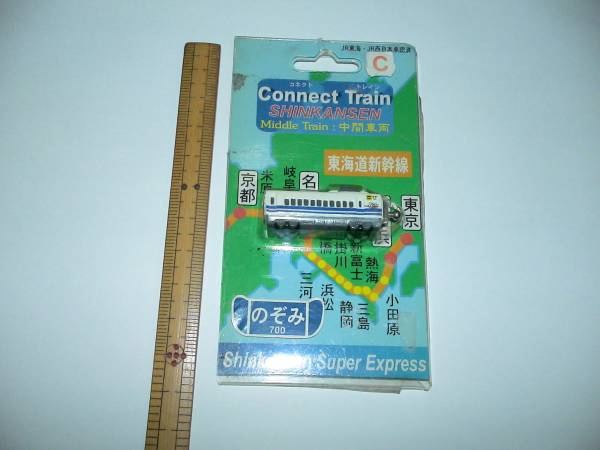 JR東海・JR西日本承認済
C
コネクト トレイン
Connect Train
SHINKANSEN
Middle Train : 中間車両
東海道新幹線
京都
米原
岐阜
名
東京
浜
橋
掛川
新富士
熱海
三河
浜松
静岡
三島
小田原
のぞみ
700
Super Express